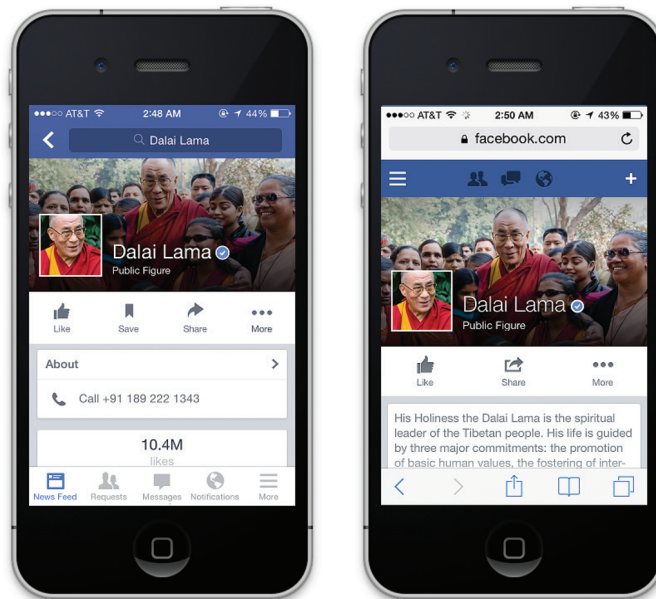 AT&T 2:48 AM 44%
Dalai Lama
Dalai Lama
Public Figure
Like Save Share More
About
Call +91 189 222 1343
10.4M
likes
News Feed Requests Messages Notifications More
AT&T 2:50 AM 43%
facebook.com
Dalai Lama
Public Figure
Like Share More
His Holiness the Dalai Lama is the spiritual
leader of the Tibetan people. His life is guided
by three major commitments: the promotion
of basic human values, the fostering of inter-